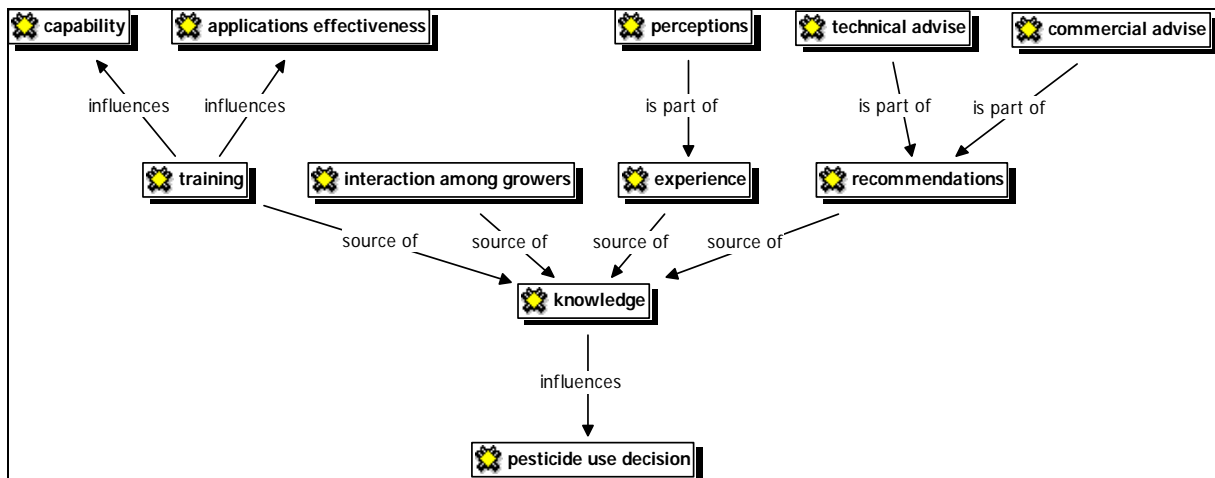 capability
applications effectiveness
perceptions
technical advise
commercial advise
influences
influences
is part of
is part of
is part of
training
interaction among growers
experience
recommendations
source of
source of
source of
source of
knowledge
influences
pesticide use decision